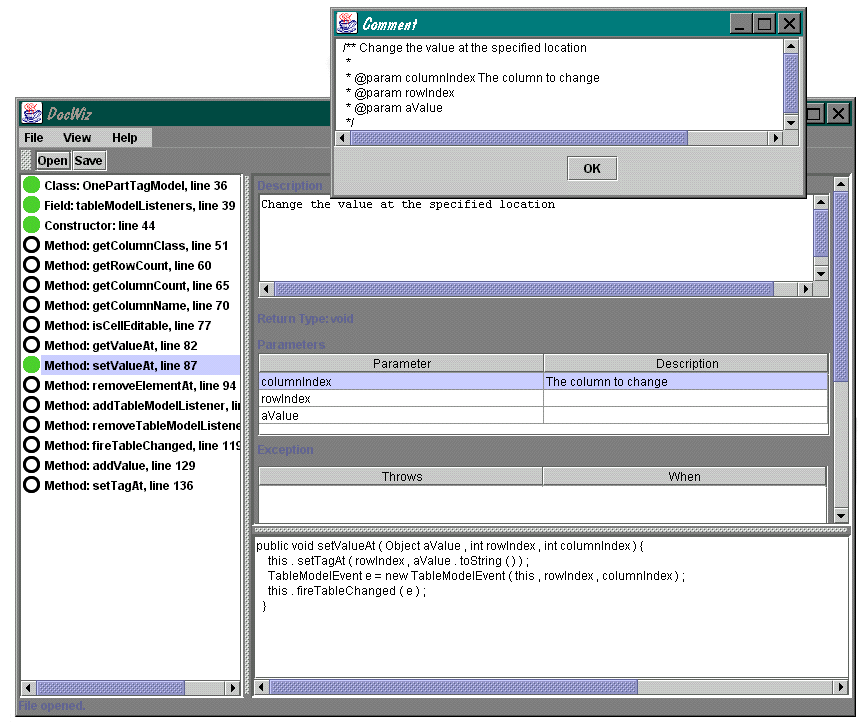 Comment
/** Change the value at the specified location
*
* @param columnIndex The column to change
* @param rowIndex
* @param aValue
*/
OK
DocWiz
File View Help
Open Save
Class: OnePartTagModel, line 36
Field: tableModelListeners, line 39
Constructor: line 44
Method: getColumnClass, line 51
Method: getRowCount, line 60
Method: getColumnCount, line 65
Method: getColumnName, line 70
Method: isCellEditable, line 77
Method: getValueAt, line 82
Method: setValueAt, line 87
Method: removeElementAt, line 94
Method: addTableModelListener, li
Method: removeTableModelListene
Method: fireTableChanged, line 119
Method: addValue, line 129
Method: setTagAt, line 136
Description
Change the value at the specified location
Return Type:void
Parameters
Parameter Description
columnIndex The column to change
rowIndex
aValue
Exception
Throws When
public void setValueAt ( Object aValue , int rowIndex , int columnIndex ) {
this . setTagAt ( rowIndex , aValue . toString ( ) ) ;
TableModelEvent e = new TableModelEvent ( this , rowIndex , columnIndex ) ;
this . fireTableChanged ( e ) ;
}
File opened.